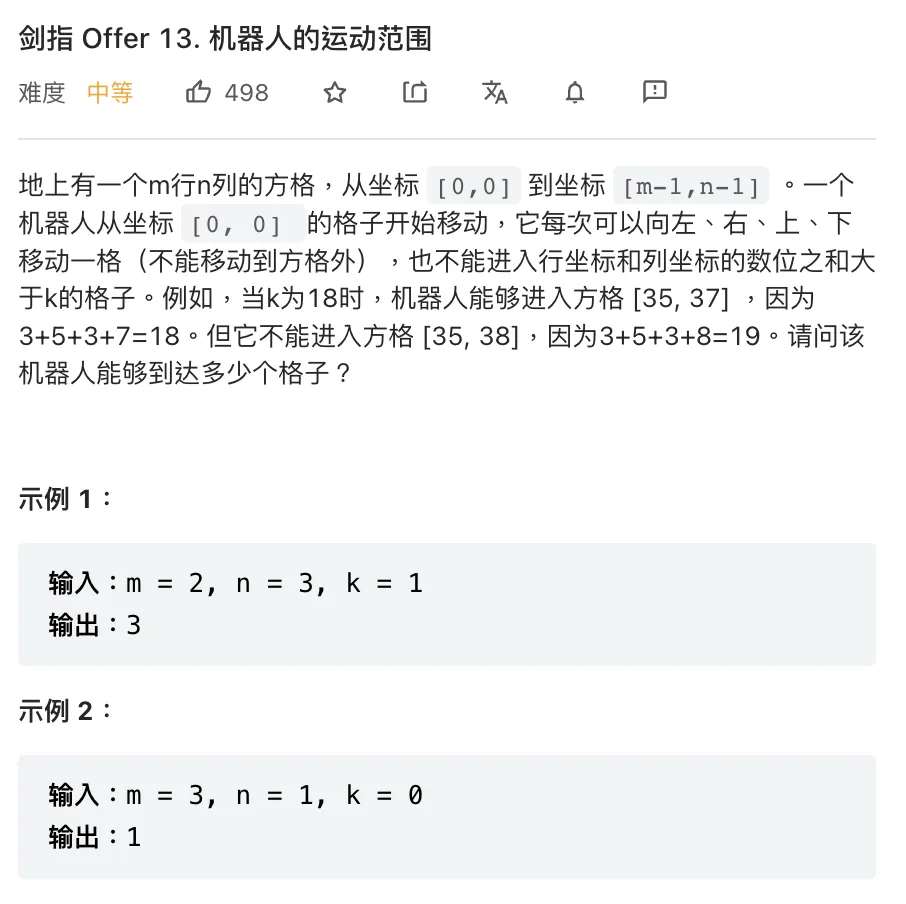 剑指 Offer 13. 机器人的运动范围
难度 中等 498
地上有一个m行n列的方格，从坐标 [0,0] 到坐标 [m-1,n-1] 。一个
机器人从坐标 [0, 0] 的格子开始移动，它每次可以向左、右、上、下
移动一格（不能移动到方格外），也不能进入行坐标和列坐标的数位之和大
于k的格子。例如，当k为18时，机器人能够进入方格 [35, 37] ，因为
3+5+3+7=18。但它不能进入方格 [35, 38]，因为3+5+3+8=19。请问该
机器人能够到达多少个格子？
示例 1：
输入：m = 2, n = 3, k = 1
输出：3
示例 2：
输入：m = 3, n = 1, k = 0
输出：1